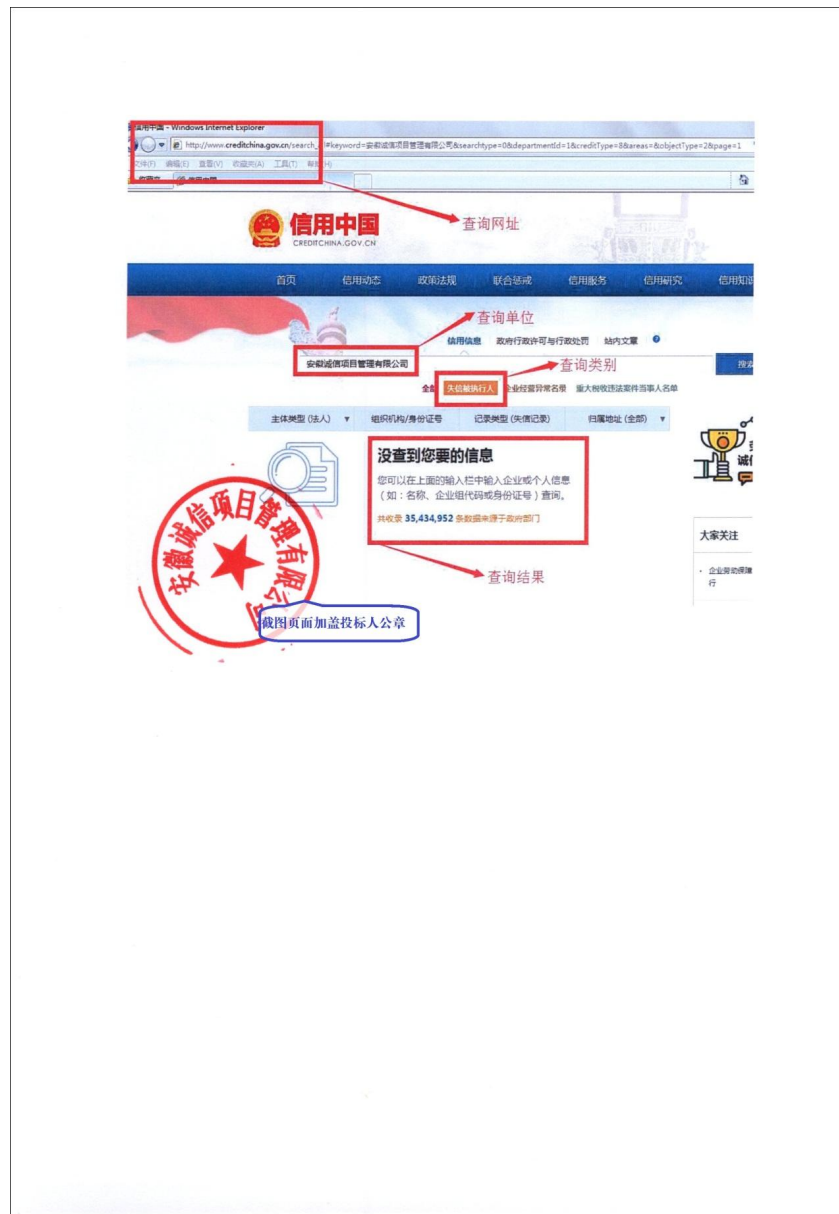 信用中国 - Windows Internet Explorer
http://www.creditchina.gov.cn/search_all#keyword=安徽诚信项目管理有限公司&searchtype=0&departmentId=1&creditType=8&areas=&objectType=2&page=1
文件(F) 编辑(E) 查看(V) 收藏夹(A) 工具(T) 帮助(H)
信用中国
查询网址
信用中国
CREDITCHINA.GOV.CN
首页 信用动态 政策法规 联合惩戒 信用服务 信用研究 信用知识
查询单位
信用信息 政府行政许可与行政处罚 站内文章
安徽诚信项目管理有限公司
查询类别
搜索
全部 失信被执行人 企业经营异常名录 重大税收违法案件当事人名单
主体类型 (法人) ▼ 组织机构/身份证号 记录类型 (失信记录) 归属地址 (全部) ▼
没查到您要的信息
您可以在上面的输入栏中输入企业或个人信息
（如：名称、企业组代码或身份证号）查询。
共收录 35,434,952 条数据来源于政府部门
诚信
大家关注
· 企业劳动保障
行
查询结果
安徽诚信项目管理有限公司
截图页面加盖投标人公章